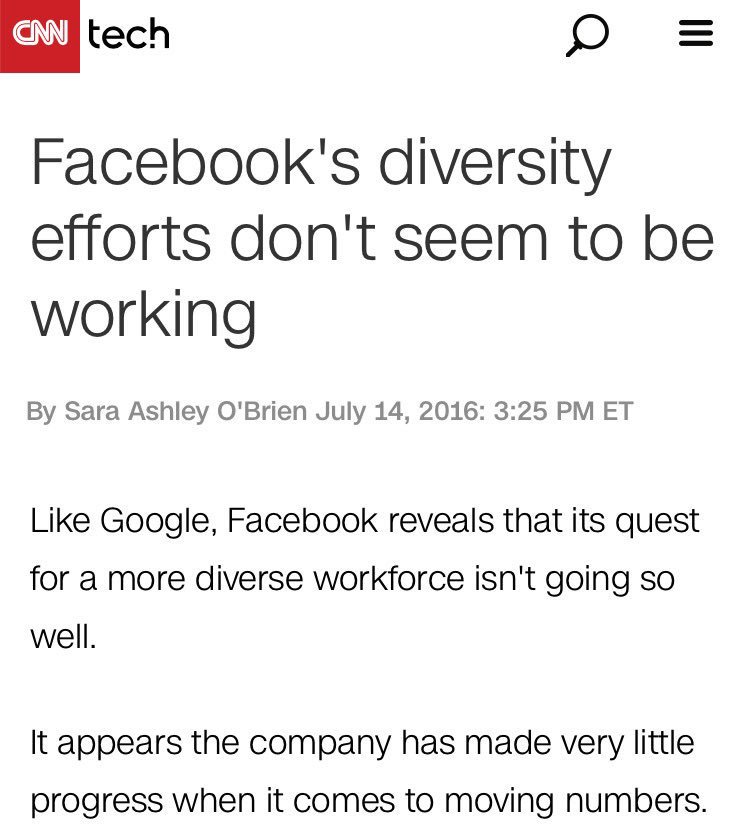 CNN tech
Facebook's diversity
efforts don't seem to be
working
By Sara Ashley O'Brien July 14, 2016: 3:25 PM ET
Like Google, Facebook reveals that its quest
for a more diverse workforce isn't going so
well.
It appears the company has made very little
progress when it comes to moving numbers.